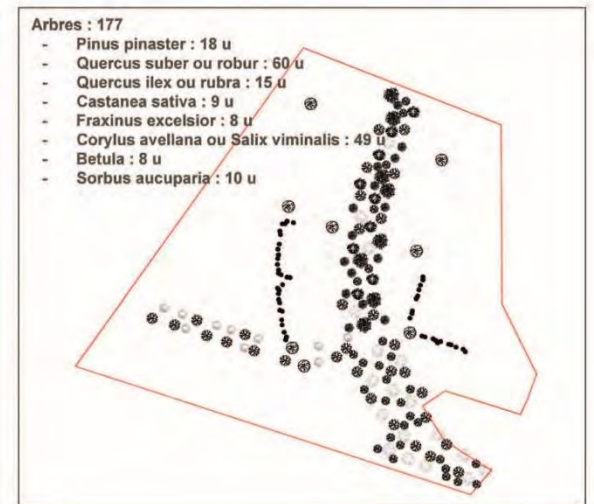 Arbres : 177
- Pinus pinaster : 18 u
- Quercus suber ou robur : 60 u
- Quercus ilex ou rubra : 15 u
- Castanea sativa : 9 u
- Fraxinus excelsior : 8 u
- Corylus avellana ou Salix viminalis : 49 u
- Betula : 8 u
- Sorbus aucuparia : 10 u